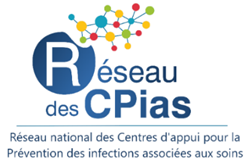 Réseau
des CPias
Réseau national des Centres d'appui pour la
Prévention des infections associées aux soins